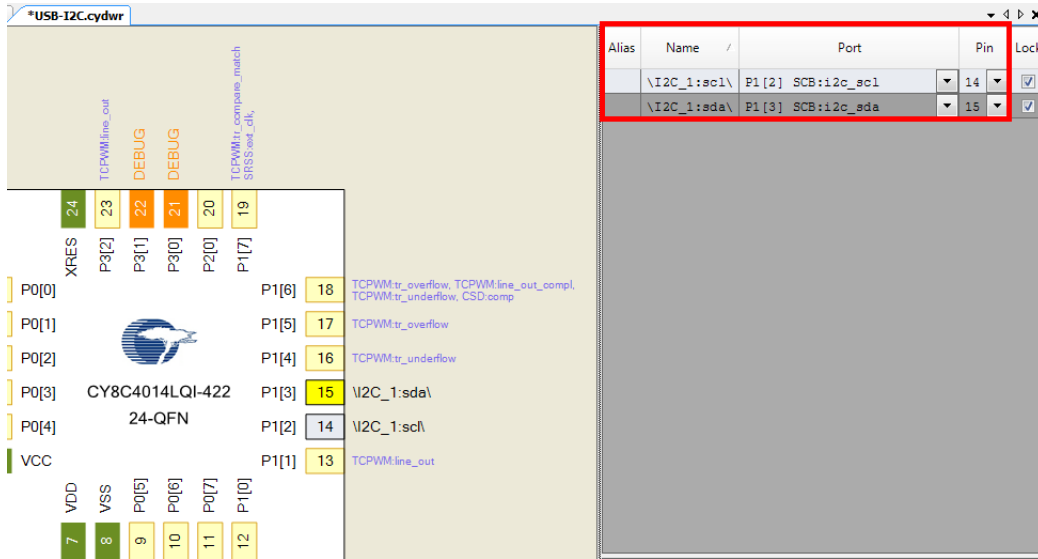 *USB-I2C.cydwr
Alias Name / Port Pin Lock
\I2C_1:scl\ P1[2] SCB:i2c_scl 14
\I2C_1:sda\ P1[3] SCB:i2c_sda 15
TCPWM:line_out
DEBUG
DEBUG
TCPWM:tr_compare_match
SRSS:ext_clk,
24 23 22 21 20 19
XRES P3[2] P3[1] P3[0] P2[0] P1[7]
P0[0] P1[6] 18 TCPWM:tr_overflow, TCPWM:line_out_compl,
TCPWM:tr_underflow, CSD:comp
P0[1] P1[5] 17 TCPWM:tr_overflow
P0[2] P1[4] 16 TCPWM:tr_underflow
P0[3] CY8C4014LQI-422 P1[3] 15 \I2C_1:sda\
24-QFN
P0[4] P1[2] 14 \I2C_1:scl\
VCC P1[1] 13 TCPWM:line_out
VDD VSS P0[5] P0[6] P0[7] P1[0]
7 8 9 10 11 12